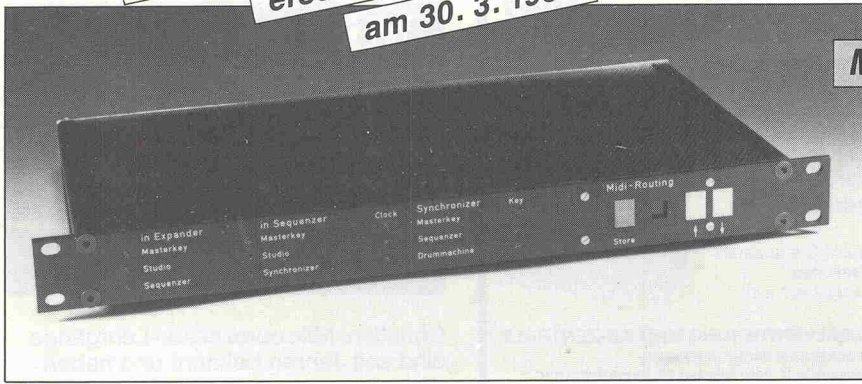 am 30. 3.
Midi-Routing
in Expander
Masterkey
Studio
Sequenzer
in Sequenzer
Clock
Masterkey
Studio
Synchronizer
Synchronizer
Key
Masterkey
Sequenzer
Drummachine
Store